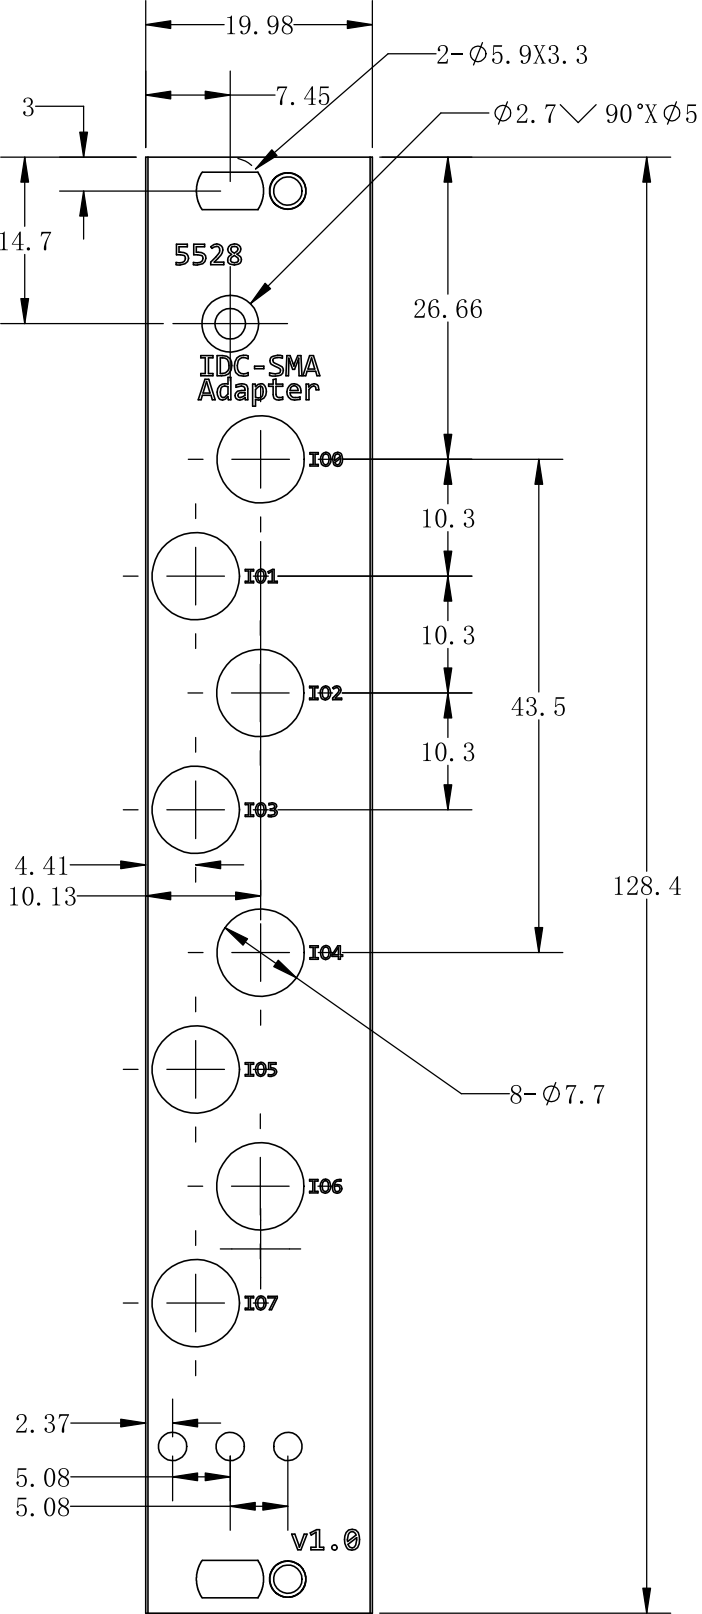 19.98
2-Ø5.9X3.3
7.45
3
Ø2.7 90°XØ5
14.7
5528
26.66
IDC-SMA
Adapter
IO0
10.3
IO1
10.3
IO2
43.5
10.3
IO3
4.41
128.4
10.13
IO4
IO5
8-Ø7.7
IO6
IO7
2.37
5.08
5.08
v1.0